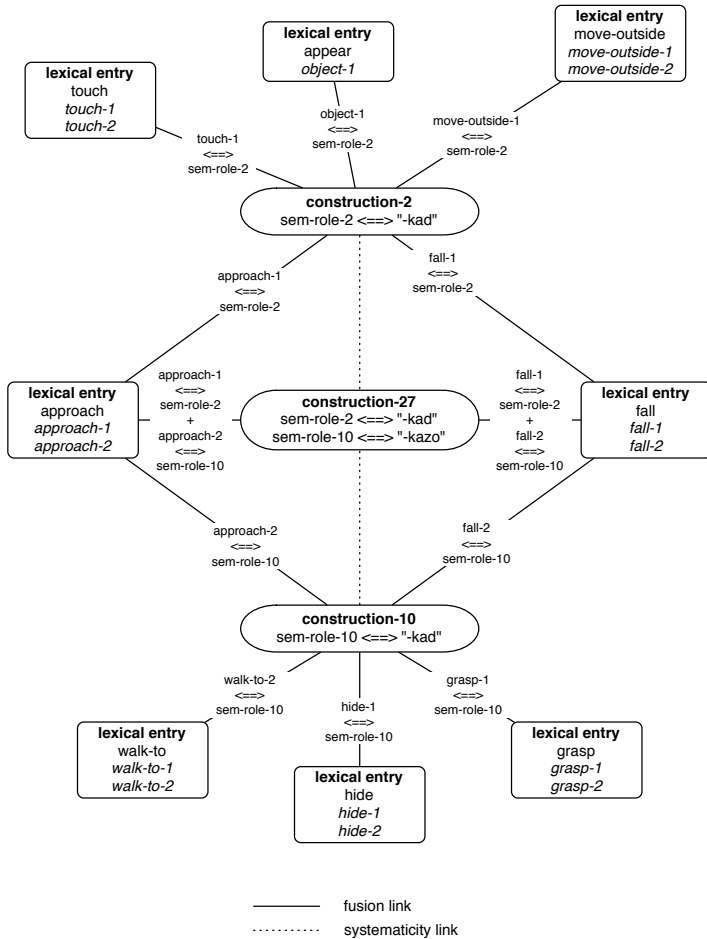 lexical entry
appear
object-1
lexical entry
move-outside
move-outside-1
move-outside-2
lexical entry
touch
touch-1
touch-2
touch-1
<==>
sem-role-2
object-1
<==>
sem-role-2
move-outside-1
<==>
sem-role-2
construction-2
sem-role-2 <==> "-kad"
approach-1
<==>
sem-role-2
fall-1
<==>
sem-role-2
lexical entry
approach
approach-1
approach-2
approach-1
<==>
sem-role-2
+
approach-2
<==>
sem-role-10
construction-27
sem-role-2 <==> "-kad"
sem-role-10 <==> "-kazo"
fall-1
<==>
sem-role-2
+
fall-2
<==>
sem-role-10
lexical entry
fall
fall-1
fall-2
approach-2
<==>
sem-role-10
fall-2
<==>
sem-role-10
construction-10
sem-role-10 <==> "-kad"
walk-to-2
<==>
sem-role-10
hide-1
<==>
sem-role-10
grasp-1
<==>
sem-role-10
lexical entry
walk-to
walk-to-1
walk-to-2
lexical entry
hide
hide-1
hide-2
lexical entry
grasp
grasp-1
grasp-2
fusion link
systematicity link